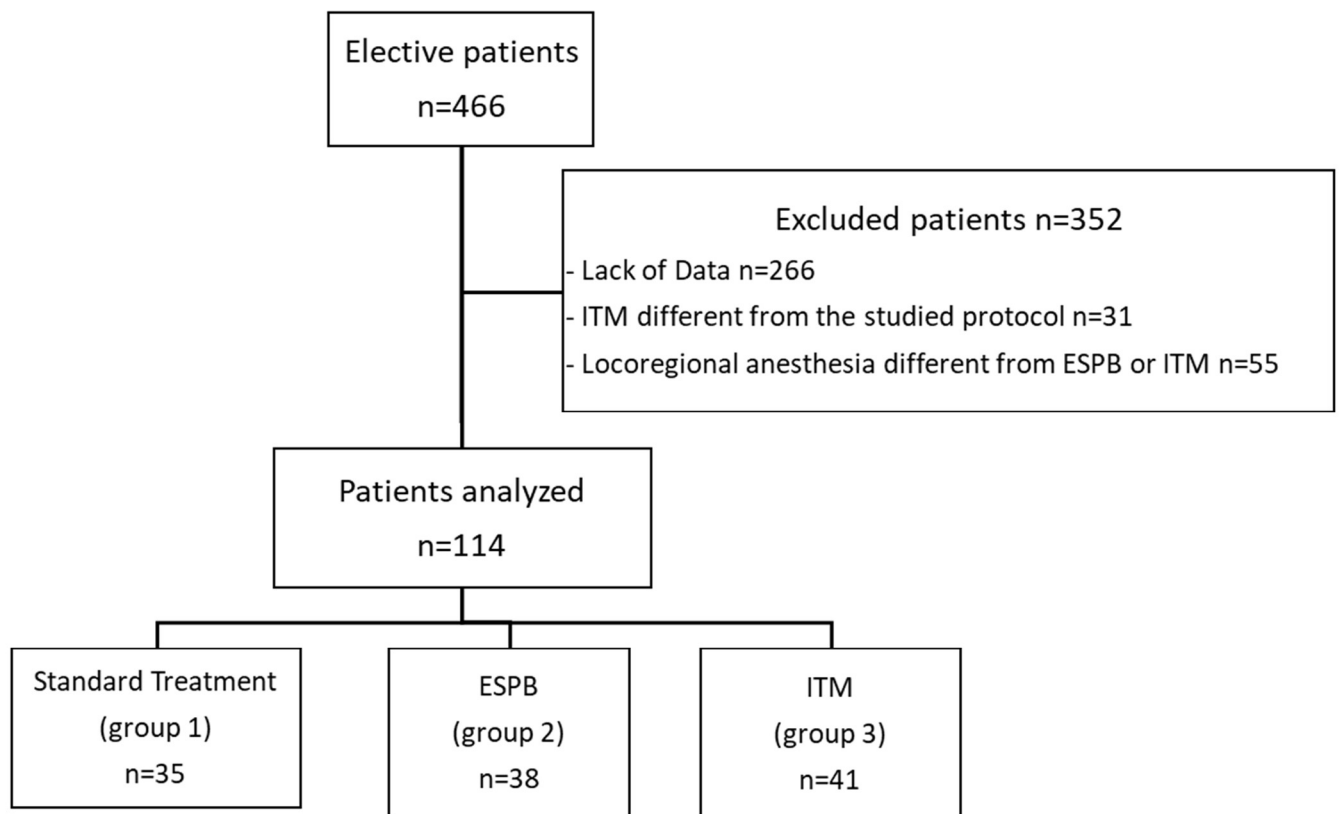 Elective patients
n=466
Excluded patients n=352
- Lack of Data n=266
- ITM different from the studied protocol n=31
- Locoregional anesthesia different from ESPB or ITM n=55
Patients analyzed
n=114
Standard Treatment
(group 1)
n=35
ESPB
(group 2)
n=38
ITM
(group 3)
n=41